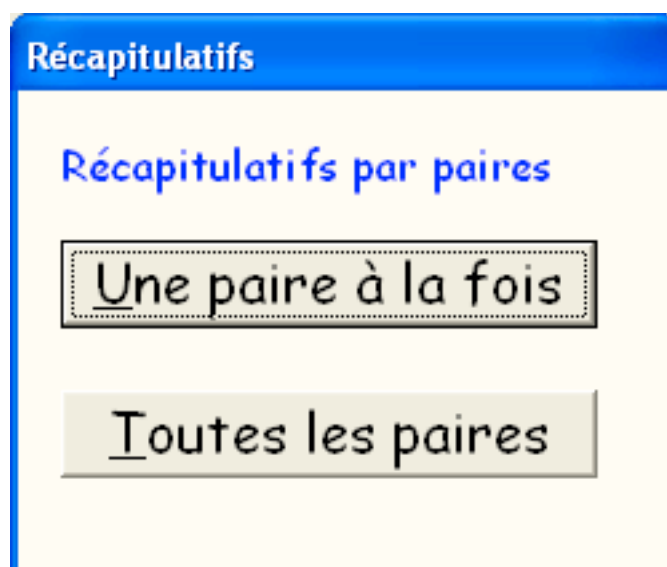 Récapitulatifs
Récapitulatifs par paires
Une paire à la fois
Toutes les paires